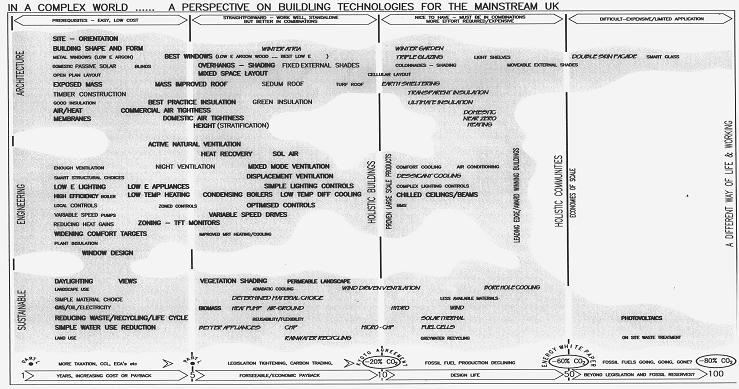 IN A COMPLEX WORLD ...... A PERSPECTIVE ON BUILDLING TECHNOLOGIES FOR THE MAINSTREAM UK
PREREQUISITES - EASY, LOW COST
STRAIGHTFORWARD - WORK WELL, STANDALONE
BUT BETTER IN COMBINATIONS
NICE TO HAVE - MUST BE IN COMBINATIONS
MORE EFFORT REQUIRED/EXPENSIVE
DIFFICULT-EXPENSIVE/LIMITED APPLICATION
ARCHITECTURE
SITE - ORIENTATION
BUILDING SHAPE AND FORM WINTER ATRIA WINTER GARDEN
METAL WINDOWS (LOW E ARGON) BEST WINDOWS (LOW E ARGON WOOD ... BEST LOW E ) TRIPLE GLAZING LIGHT SHELVES DOUBLE SKIN FACADE SMART GLASS
DOMESTIC PASSIVE SOLAR BLINDS OVERHANGS - SHADING FIXED EXTERNAL SHADES COLONNADES - SHADING MOVEABLE EXTERNAL SHADES
OPEN PLAN LAYOUT MIXED SPACE LAYOUT CELLULAR LAYOUT
EXPOSED MASS MASS IMPROVED ROOF SEDUM ROOF TURF ROOF EARTH SHELTERING
TIMBER CONSTRUCTION TRANSPARENT INSULATION
GOOD INSULATION BEST PRACTICE INSULATION GREEN INSULATION ULTIMATE INSULATION
AIR/HEAT COMMERCIAL AIR TIGHTNESS DOMESTIC
MEMBRANES DOMESTIC AIR TIGHTNESS NEAR ZERO
HEIGHT (STRATIFICATION) HEATING
ENGINEERING
ACTIVE NATURAL VENTILATION
HEAT RECOVERY SOL AIR
ENOUGH VENTILATION NIGHT VENTILATION MIXED MODE VENTILATION COMFORT COOLING AIR CONDITIONING
SMART STRUCTURAL CHOICES DISPLACEMENT VENTILATION DESSICANT COOLING
LOW E LIGHTING LOW E APPLIANCES SIMPLE LIGHTING CONTROLS COMPLEX LIGHTING CONTROLS
HIGH EFFICIENCY BOILER LOW TEMP HEATING CONDENSING BOILERS LOW TEMP DIFF COOLING CHILLED CEILINGS/BEAMS
LOCAL CONTROLS ZONED CONTROLS OPTIMISED CONTROLS BMS
VARIABLE SPEED PUMPS VARIABLE SPEED DRIVES
REDUCING HEAT GAINS ZONING - TFT MONITORS
WIDENING COMFORT TARGETS IMPROVED MRT HEATING/COOLING
PLANT INSULATION
WINDOW DESIGN
HOLISTIC BUILDINGS
PROVEN LARGE SCALE PRODUCTS
LEADING EDGE/AWARD WINNING BUILDINGS
HOLISTIC COMMUNITIES
ECONOMIES OF SCALE
A DIFFERENT WAY OF LIFE & WORKING
SUSTAINABLE
DAYLIGHTING VIEWS VEGETATION SHADING PERMEABLE LANDSCAPE
LANDSCAPE USE ADIABATIC COOLING WIND DRIVEN VENTILATION PORE HOLE COOLING
SIMPLE MATERIAL CHOICE DETERMINED MATERIAL CHOICE LESS AVAILABLE MATERIALS
GAS/OIL/ELECTRICITY BIOMASS HEAT PUMP AIR-GROUND HYDRO WIND
REDUCING WASTE/RECYCLING/LIFE CYCLE REUSABILITY/FLEXIBILITY SOLAR THERMAL PHOTOVOLTAICS
SIMPLE WATER USE REDUCTION BETTER APPLIANCES CHP MICRO-CHP FUEL CELLS
LAND USE RAINWATER RECYCLING GREYWATER RECYCLING ON SITE WASTE TREATMENT
MORE TAXATION, CCL, ECA's etc LEGISLATION TIGHTENING, CARBON TRADING, KYOTO AGREEMENT -20% CO2 FOSSIL FUEL PRODUCTION DECLINING ENERGY WHITE PAPER -60% CO2 FOSSIL FUELS GOING, GONG, GONE? -80% CO2
1 YEARS, INCREASING COST OR PAYBACK 5 FORSEEABLE/ECONOMIC PAYBACK 10 DESIGN LIFE 50 BEYOND LEGISLATION AND FOSSIL RESERVES? 100